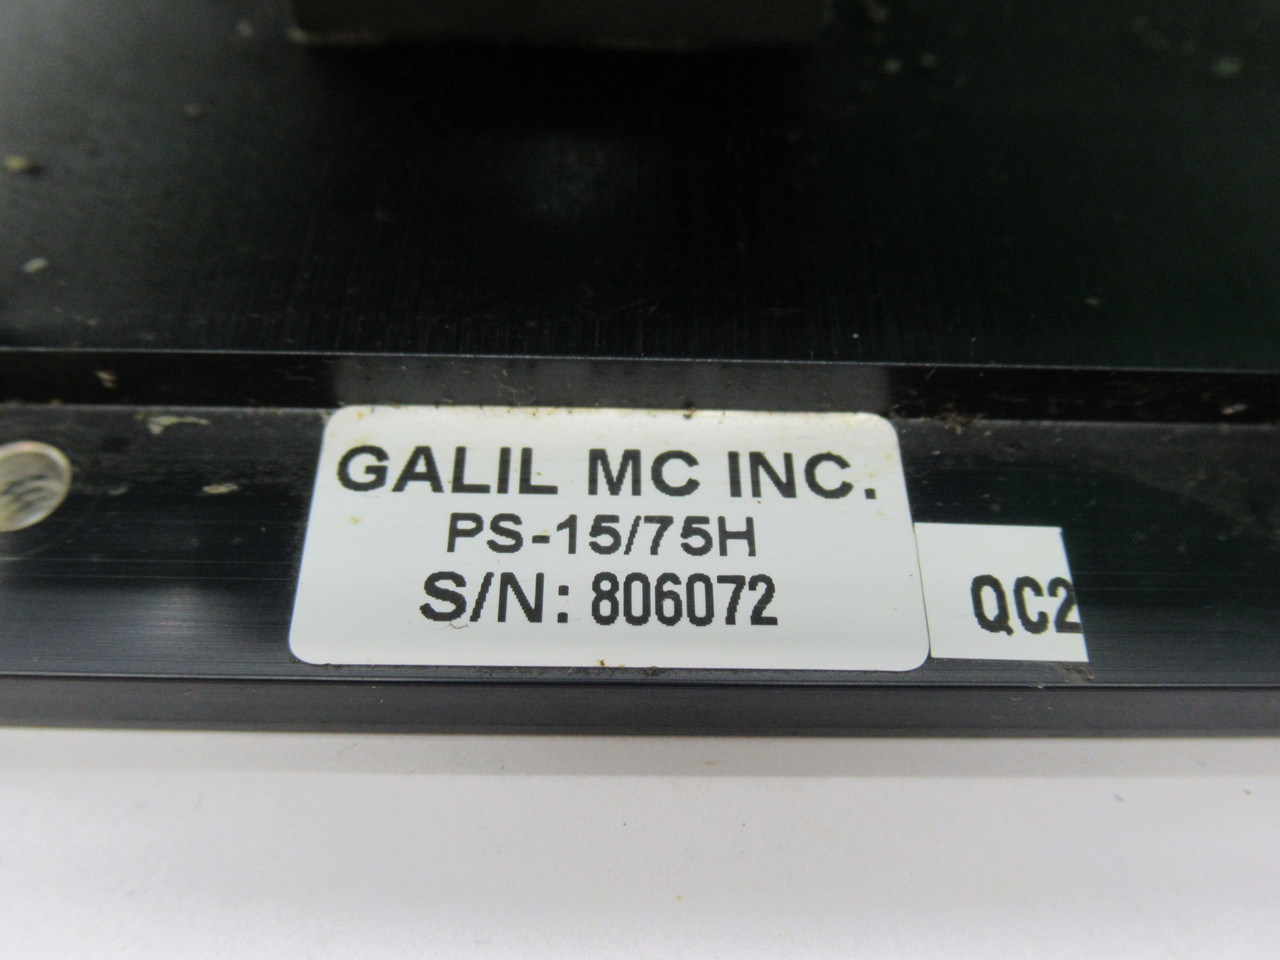 GALIL MC INC.
PS-15/75H
S/N: 806072
QC2